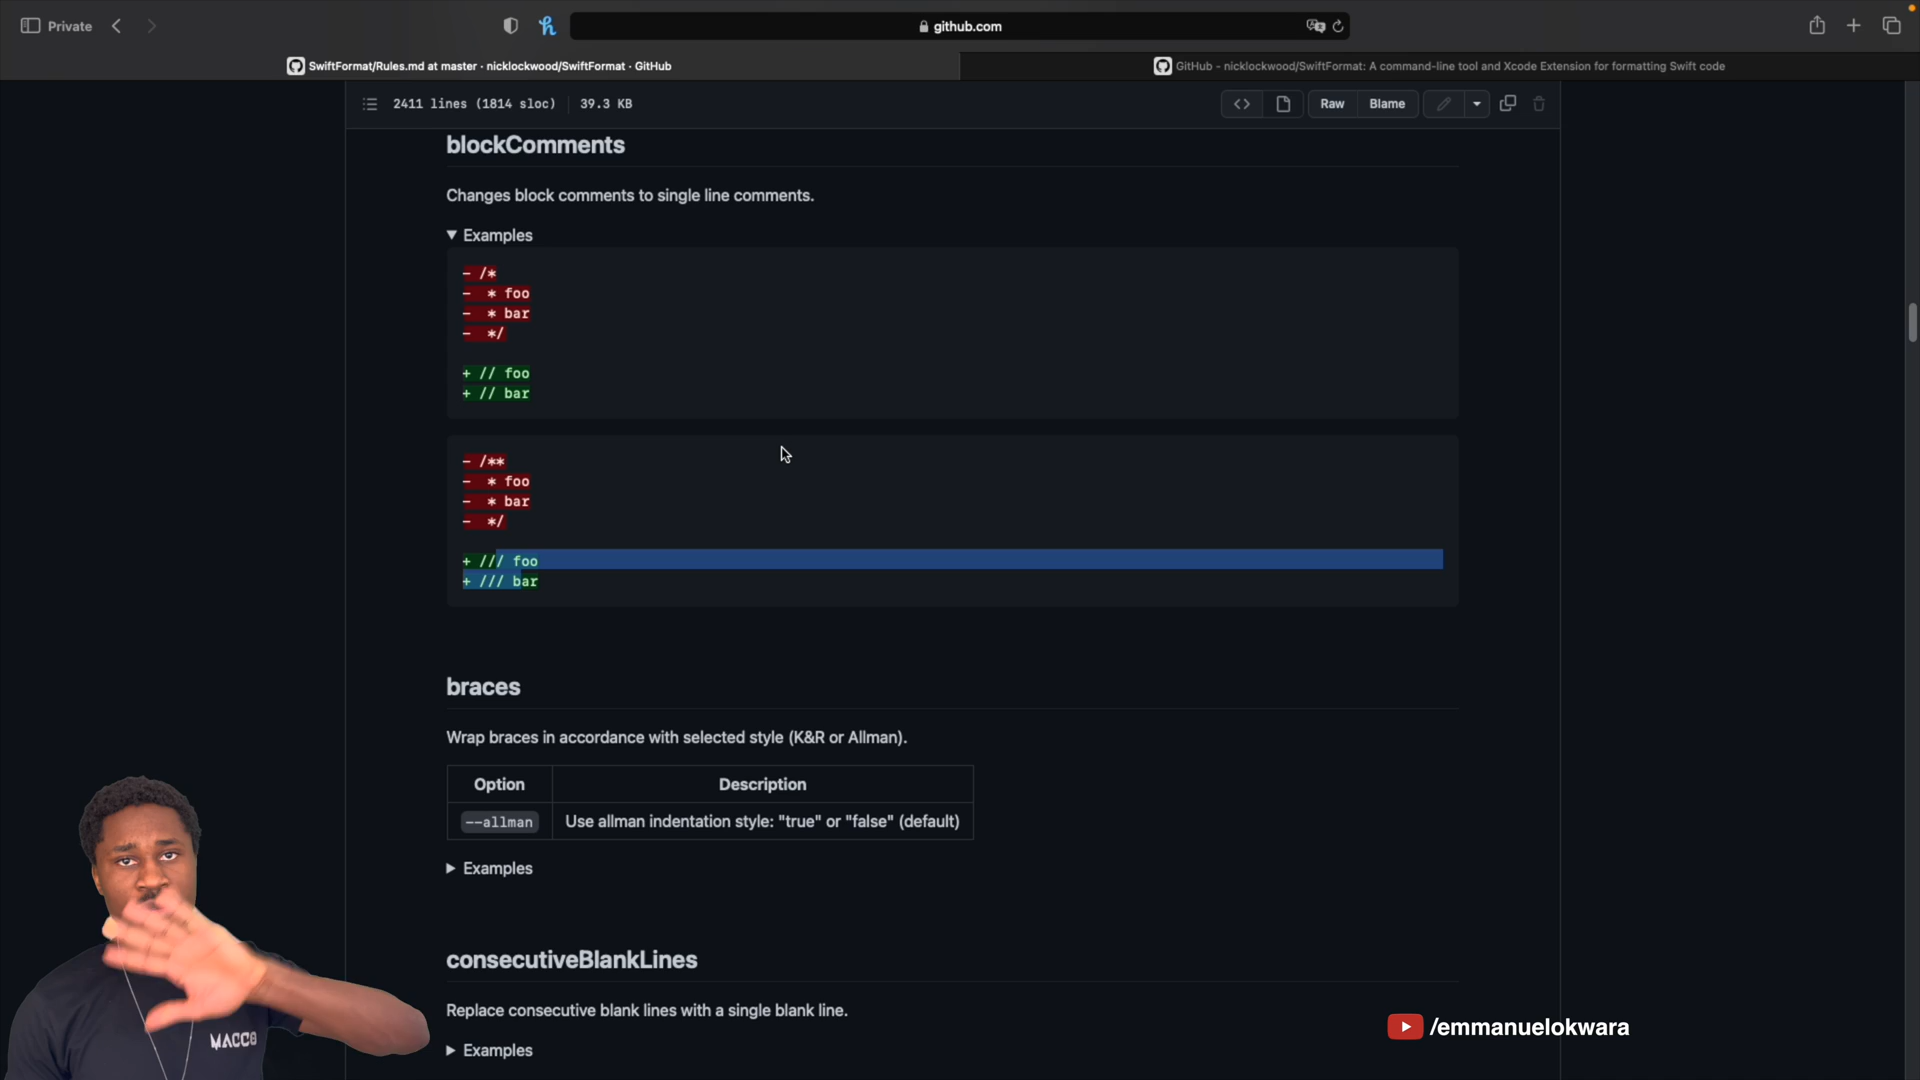 Private
github.com
SwiftFormat/Rules.md at master · nicklockwood/SwiftFormat · GitHub
GitHub - nicklockwood/SwiftFormat: A command-line tool and Xcode Extension for formatting Swift code
2411 lines (1814 sloc) 39.3 KB
Raw
Blame
blockComments
Changes block comments to single line comments.
▼ Examples
- /*
-  * foo
-  * bar
-  */
+ // foo
+ // bar
- /**
-  * foo
-  * bar
-  */
+ /// foo
+ /// bar
braces
Wrap braces in accordance with selected style (K&R or Allman).
Option Description
--allman Use allman indentation style: "true" or "false" (default)
▶ Examples
consecutiveBlankLines
Replace consecutive blank lines with a single blank line.
▶ Examples
MACCO
/emmanuelokwara